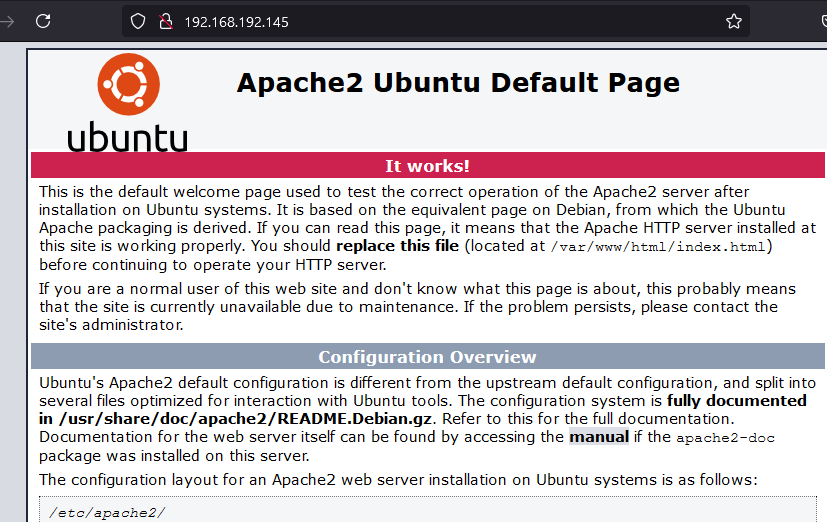 192.168.192.145
Apache2 Ubuntu Default Page
ubuntu
It works!
This is the default welcome page used to test the correct operation of the Apache2 server after
installation on Ubuntu systems. It is based on the equivalent page on Debian, from which the Ubuntu
Apache packaging is derived. If you can read this page, it means that the Apache HTTP server installed at
this site is working properly. You should replace this file (located at /var/www/html/index.html)
before continuing to operate your HTTP server.
If you are a normal user of this web site and don't know what this page is about, this probably means
that the site is currently unavailable due to maintenance. If the problem persists, please contact the
site's administrator.
Configuration Overview
Ubuntu's Apache2 default configuration is different from the upstream default configuration, and split into
several files optimized for interaction with Ubuntu tools. The configuration system is fully documented
in /usr/share/doc/apache2/README.Debian.gz. Refer to this for the full documentation.
Documentation for the web server itself can be found by accessing the manual if the apache2-doc
package was installed on this server.
The configuration layout for an Apache2 web server installation on Ubuntu systems is as follows:
/etc/apache2/